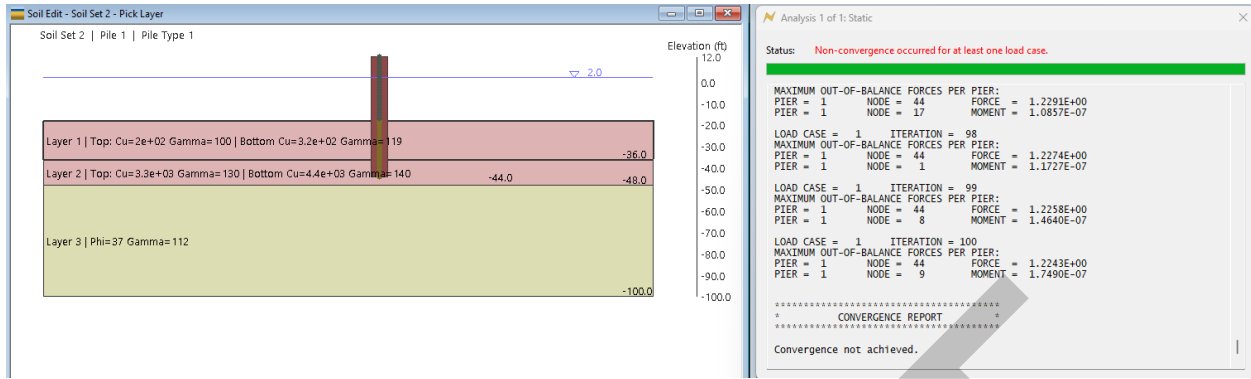 Soil Edit - Soil Set 2 - Pick Layer
Soil Set 2 | Pile 1 | Pile Type 1
Elevation (ft)
12.0
2.0
0.0
-10.0
-20.0
Layer 1 | Top: Cu=2e+02 Gamma=100 | Bottom Cu=3.2e+02 Gamma=119
-36.0
-30.0
-40.0
Layer 2 | Top: Cu=3.3e+03 Gamma=130 | Bottom Cu=4.4e+03 Gamma=140
-44.0
-48.0
-50.0
-60.0
-70.0
Layer 3 | Phi=37 Gamma=112
-80.0
-90.0
-100.0
-100.0
Analysis 1 of 1: Static
Status: Non-convergence occurred for at least one load case.
MAXIMUM OUT-OF-BALANCE FORCES PER PIER:
PIER = 1 NODE = 44 FORCE = 1.2291E+00
PIER = 1 NODE = 17 MOMENT = 1.0857E-07
LOAD CASE = 1 ITERATION = 98
MAXIMUM OUT-OF-BALANCE FORCES PER PIER:
PIER = 1 NODE = 44 FORCE = 1.2274E+00
PIER = 1 NODE = 1 MOMENT = 1.1727E-07
LOAD CASE = 1 ITERATION = 99
MAXIMUM OUT-OF-BALANCE FORCES PER PIER:
PIER = 1 NODE = 44 FORCE = 1.2258E+00
PIER = 1 NODE = 8 MOMENT = 1.4640E-07
LOAD CASE = 1 ITERATION = 100
MAXIMUM OUT-OF-BALANCE FORCES PER PIER:
PIER = 1 NODE = 44 FORCE = 1.2243E+00
PIER = 1 NODE = 9 MOMENT = 1.7490E-07
****************************************
* CONVERGENCE REPORT *
****************************************
Convergence not achieved.